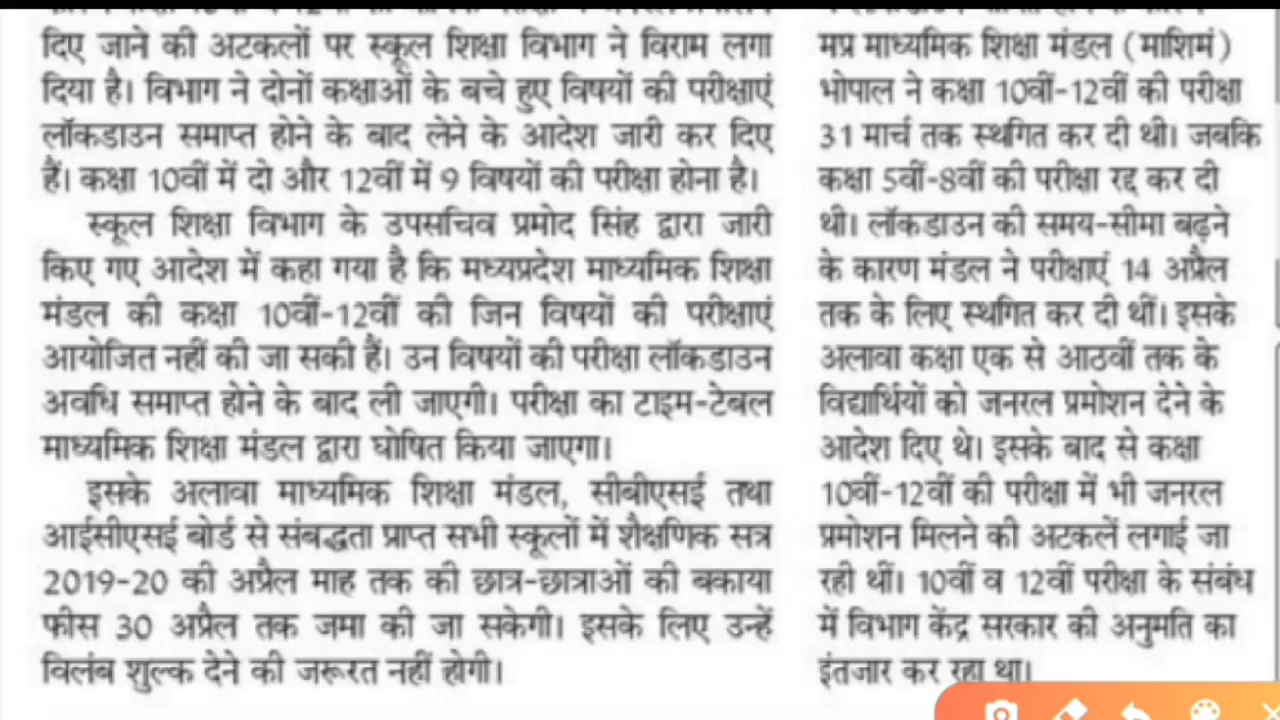 दिए जाने की अटकलों पर स्कूल शिक्षा विभाग ने विराम लगा
दिया है। विभाग ने दोनों कक्षाओं के बचे हुए विषयों की परीक्षाएं
लॉकडाउन समाप्त होने के बाद लेने के आदेश जारी कर दिए
हैं। कक्षा 10वीं में दो और 12वीं में 9 विषयों की परीक्षा होना है।
स्कूल शिक्षा विभाग के उपसचिव प्रमोद सिंह द्वारा जारी
किए गए आदेश में कहा गया है कि मध्यप्रदेश माध्यमिक शिक्षा
मंडल की कक्षा 10वीं-12वीं की जिन विषयों की परीक्षाएं
आयोजित नहीं की जा सकी हैं। उन विषयों की परीक्षा लॉकडाउन
अवधि समाप्त होने के बाद ली जाएगी। परीक्षा का टाइम-टेबल
माध्यमिक शिक्षा मंडल द्वारा घोषित किया जाएगा।
इसके अलावा माध्यमिक शिक्षा मंडल, सीबीएसई तथा
आईसीएसई बोर्ड से संबद्धता प्राप्त सभी स्कूलों में शैक्षणिक सत्र
2019-20 की अप्रैल माह तक की छात्र-छात्राओं की बकाया
फीस 30 अप्रैल तक जमा की जा सकेगी। इसके लिए उन्हें
विलंब शुल्क देने की जरूरत नहीं होगी।
मप्र माध्यमिक शिक्षा मंडल (माशिमं)
भोपाल ने कक्षा 10वीं-12वीं की परीक्षा
31 मार्च तक स्थगित कर दी थी। जबकि
कक्षा 5वीं-8वीं की परीक्षा रद्द कर दी
थी। लॉकडाउन की समय-सीमा बढ़ने
के कारण मंडल ने परीक्षाएं 14 अप्रैल
तक के लिए स्थगित कर दी थीं। इसके
अलावा कक्षा एक से आठवीं तक के
विद्यार्थियों को जनरल प्रमोशन देने के
आदेश दिए थे। इसके बाद से कक्षा
10वीं-12वीं की परीक्षा में भी जनरल
प्रमोशन मिलने की अटकलें लगाई जा
रही थीं। 10वीं व 12वीं परीक्षा के संबंध
में विभाग केंद्र सरकार की अनुमति का
इंतजार कर रहा था।